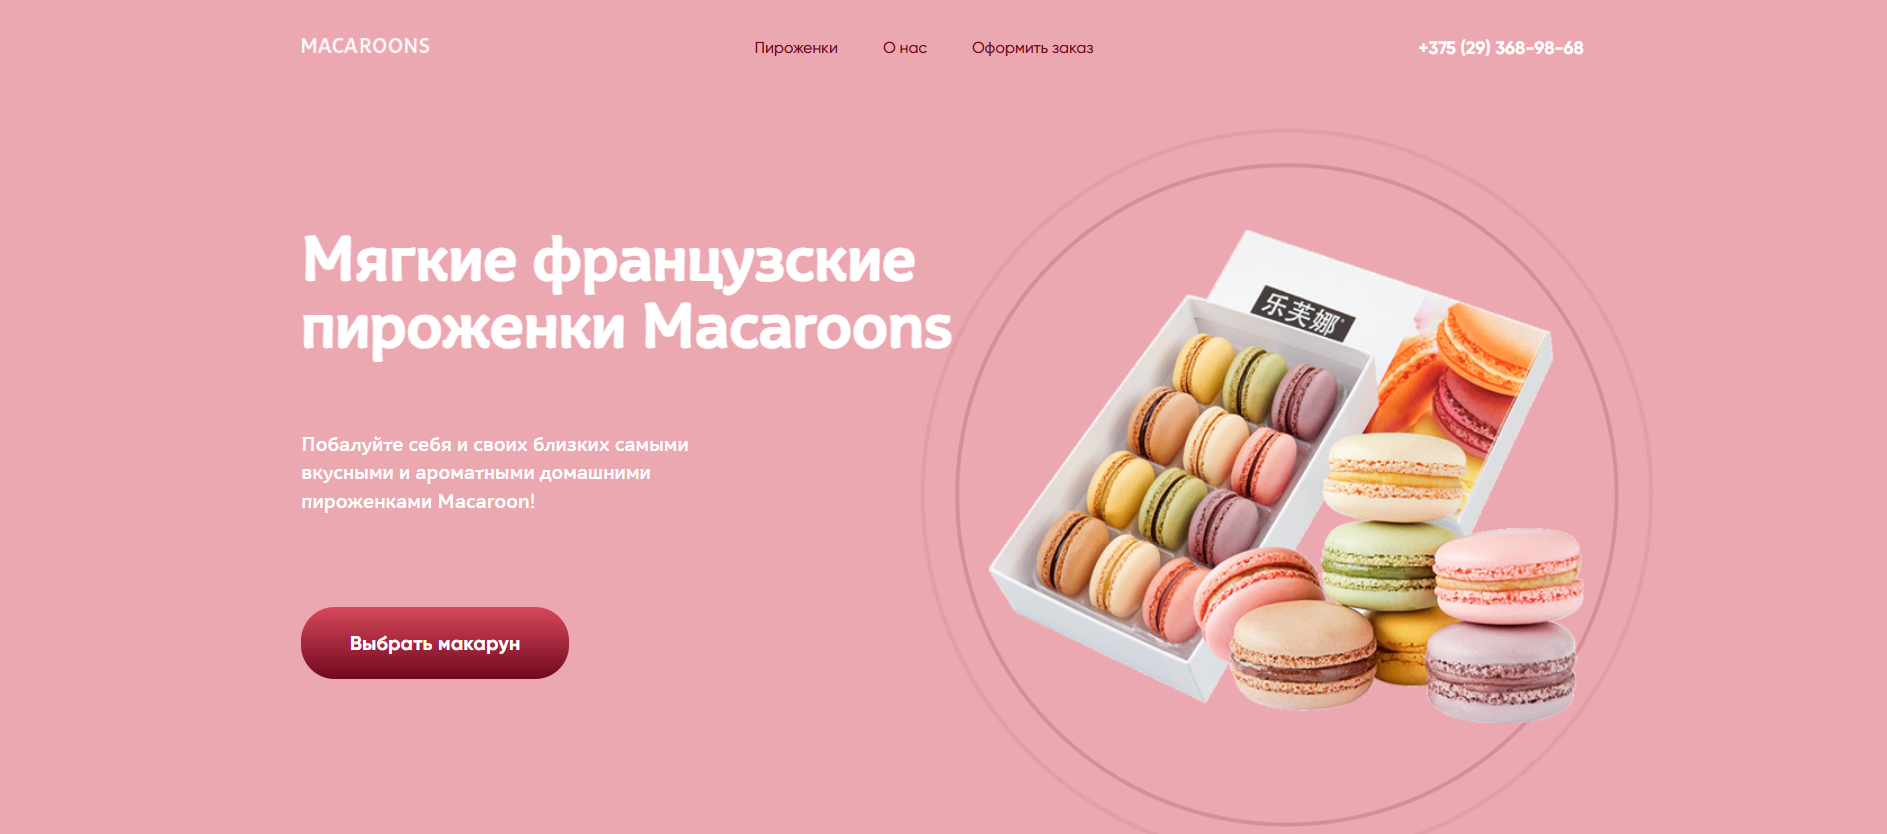 MACAROONS
Пироженки
О нас
Оформить заказ
+375 (29) 368-98-68
Мягкие французские
пироженки Macaroons
乐芙娜
Побалуйте себя и своих близких самыми
вкусными и ароматными домашними
пироженками Macaroon!
Выбрать макарун